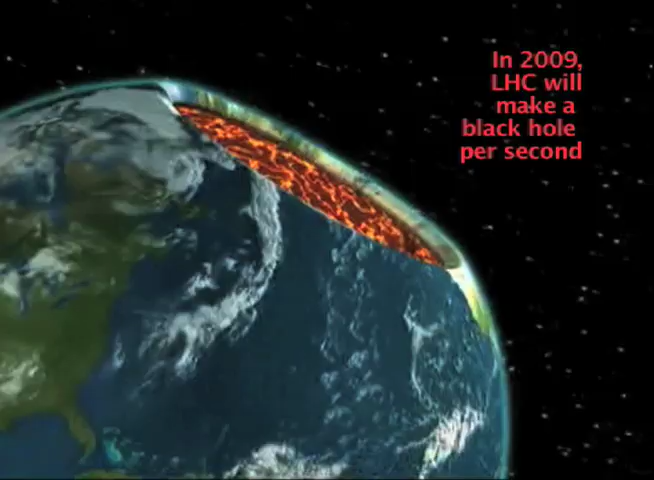 In 2009,
LHC will
make a
black hole
per second